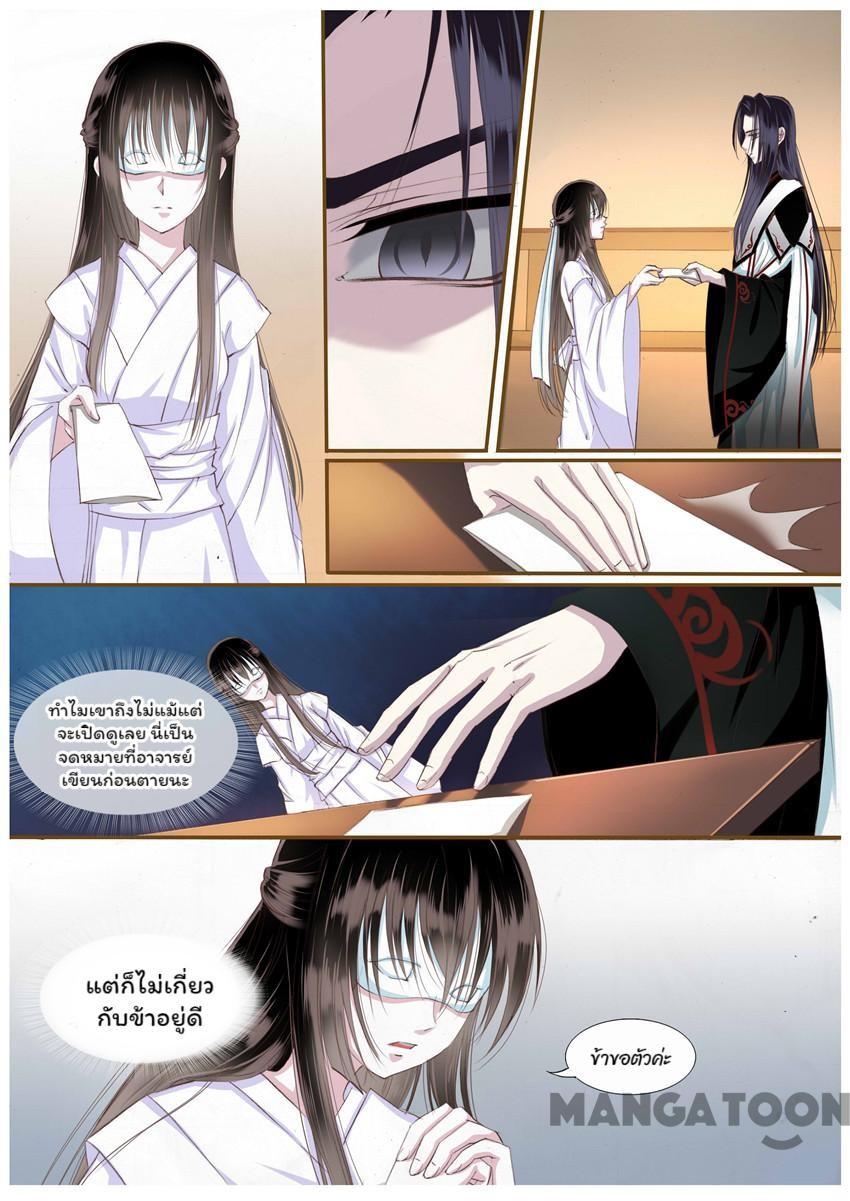 ทำไมเขาถึงไม่แม้แต่
จะเปิดดูเลย นี่เป็น
จดหมายที่อาจารย์
เขียนก่อนตายนะ
แต่ก็ไม่เกี่ยว
กับข้าอยู่ดี
ข้าขอตัวค่ะ
MANGATOON